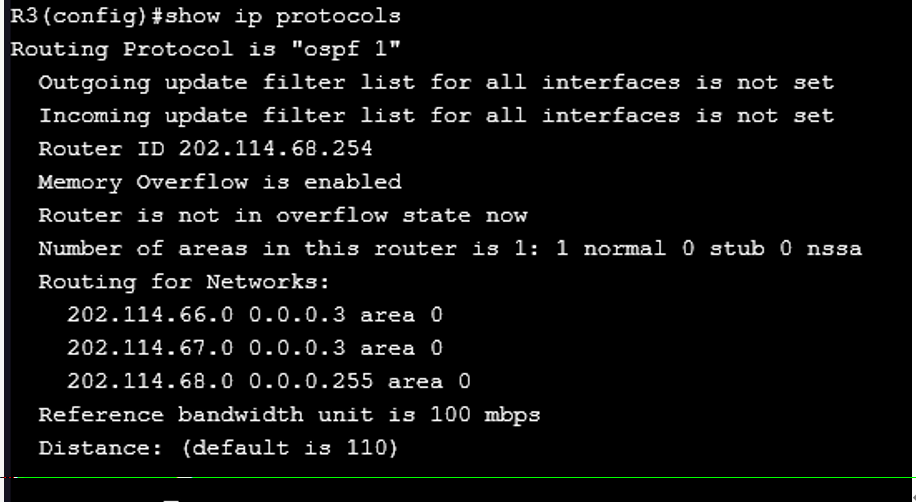 R3(config)#show ip protocols
Routing Protocol is "ospf 1"
Outgoing update filter list for all interfaces is not set
Incoming update filter list for all interfaces is not set
Router ID 202.114.68.254
Memory Overflow is enabled
Router is not in overflow state now
Number of areas in this router is 1: 1 normal 0 stub 0 nssa
Routing for Networks:
202.114.66.0 0.0.0.3 area 0
202.114.67.0 0.0.0.3 area 0
202.114.68.0 0.0.0.255 area 0
Reference bandwidth unit is 100 mbps
Distance: (default is 110)